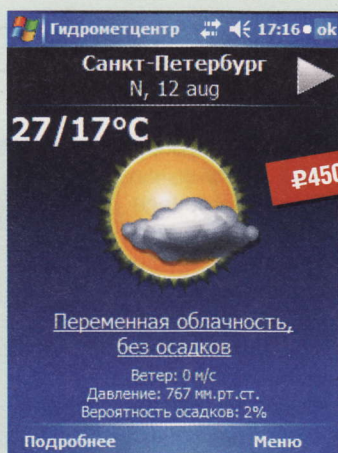 Гидрометцентр 17:16 ok
Санкт-Петербург
N, 12 aug
27/17°C
₽450
Переменная облачность,
без осадков
Ветер: 0 м/с
Давление: 767 мм.рт.ст.
Вероятность осадков: 2%
Подробнее Меню